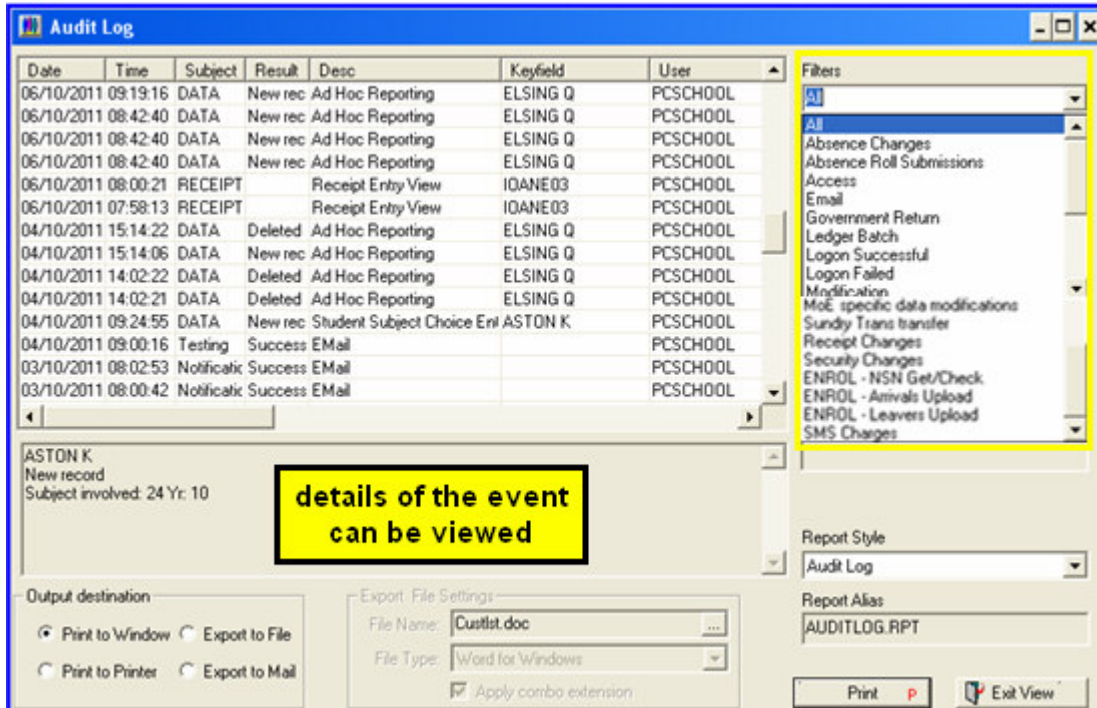 Audit Log
Date Time Subject Result Desc Keyfield User
06/10/2011 09:19:16 DATA New rec Ad Hoc Reporting ELSING Q PCSCHOOL
06/10/2011 08:42:40 DATA New rec Ad Hoc Reporting ELSING Q PCSCHOOL
06/10/2011 08:42:40 DATA New rec Ad Hoc Reporting ELSING Q PCSCHOOL
06/10/2011 08:42:40 DATA New rec Ad Hoc Reporting ELSING Q PCSCHOOL
06/10/2011 08:00:21 RECEIPT Receipt Entry View IOANE03 PCSCHOOL
06/10/2011 07:58:13 RECEIPT Receipt Entry View IOANE03 PCSCHOOL
04/10/2011 15:14:22 DATA Deleted Ad Hoc Reporting ELSING Q PCSCHOOL
04/10/2011 15:14:06 DATA New rec Ad Hoc Reporting ELSING Q PCSCHOOL
04/10/2011 14:02:22 DATA Deleted Ad Hoc Reporting ELSING Q PCSCHOOL
04/10/2011 14:02:21 DATA Deleted Ad Hoc Reporting ELSING Q PCSCHOOL
04/10/2011 09:24:55 DATA New rec Student Subject Choice Ent ASTON K PCSCHOOL
04/10/2011 09:00:16 Testing Success EMail PCSCHOOL
03/10/2011 08:02:53 Notificatic Success EMail PCSCHOOL
03/10/2011 08:00:42 Notificatic Success EMail PCSCHOOL
Filters
All
All
Absence Changes
Absence Roll Submissions
Access
Email
Government Return
Ledger Batch
Logon Successful
Logon Failed
Modification
MoE specific data modifications
Sundry Trans transfer
Receipt Changes
Security Changes
ENROL - NSN Get/Check
ENROL - Arrivals Upload
ENROL - Leavers Upload
SMS Charges
ASTON K
New record
Subject involved: 24 Yr: 10
details of the event
can be viewed
Report Style
Audit Log
Report Alias
AUDITLOG.RPT
Output destination
Print to Window Export to File
Print to Printer Export to Mail
Export File Settings
File Name: Custlst.doc ...
File Type: Word for Windows
Apply combo extension
Print P Exit View